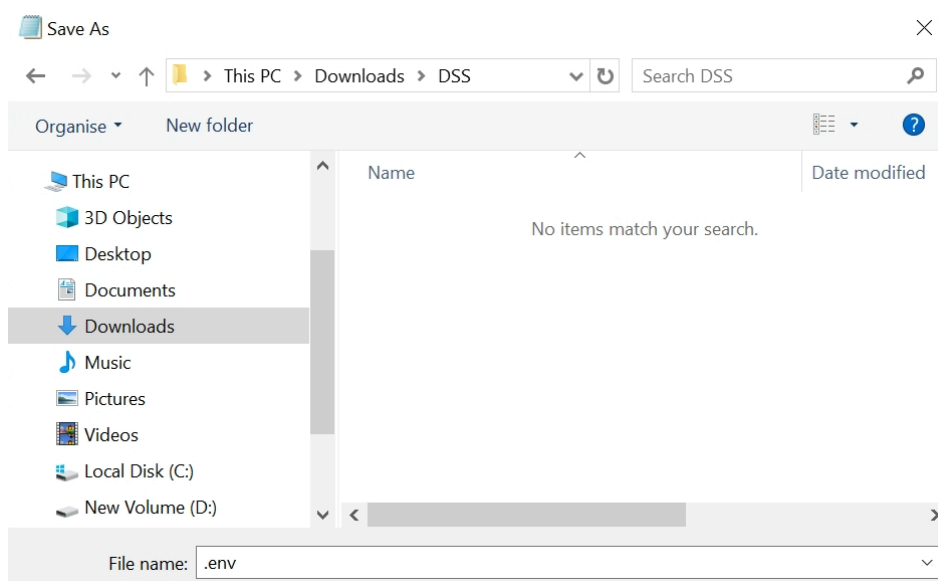 Save As
This PC > Downloads > DSS
Search DSS
Organise
New folder
?
Name
Date modified
This PC
No items match your search.
3D Objects
Desktop
Documents
Downloads
Music
Pictures
Videos
Local Disk (C:)
New Volume (D:)
File name: .env